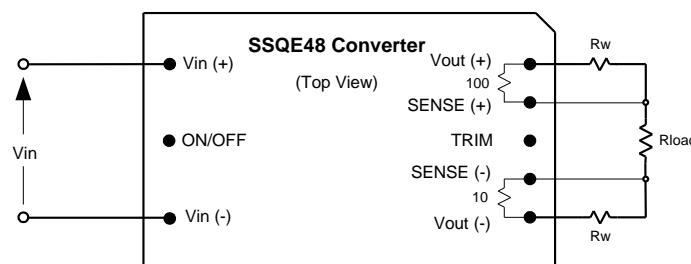 SSQE48 Converter
(Top View)
Vin (+)
Vout (+)
Rw
100
SENSE (+)
Vin
ON/OFF
TRIM
Rload
SENSE (-)
10
Vin (-)
Vout (-)
Rw